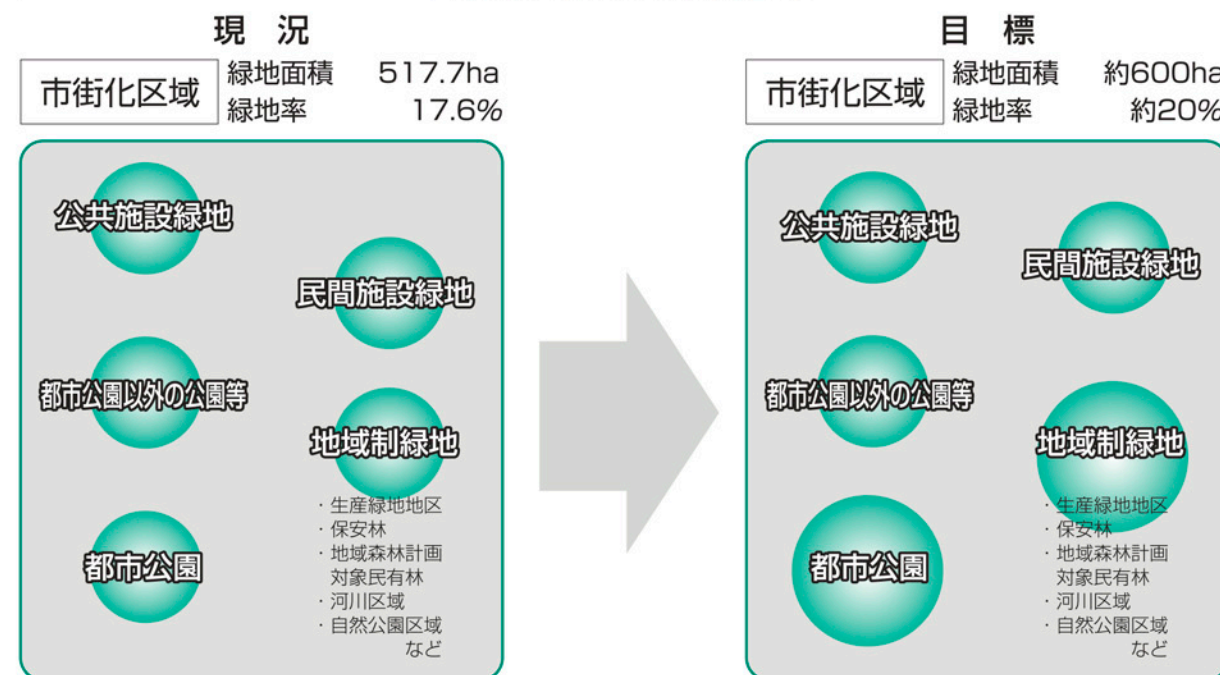 現　況
市街化区域
緑地面積　517.7ha
緑地率　17.6%
公共施設緑地
民間施設緑地
都市公園以外の公園等
地域制緑地
・生産緑地地区
・保安林
・地域森林計画
対象民有林
・河川区域
・自然公園区域
など
都市公園
目　標
市街化区域
緑地面積　約600ha
緑地率　約20%
公共施設緑地
民間施設緑地
都市公園以外の公園等
地域制緑地
・生産緑地地区
・保安林
・地域森林計画
対象民有林
・河川区域
・自然公園区域
など
都市公園